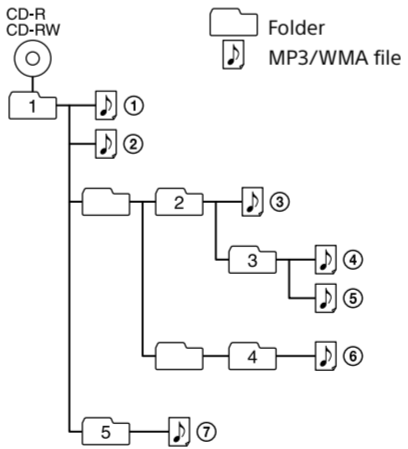 CD-R
CD-RW
Folder
MP3/WMA file
1 ①
②
2 ③
3 ④
⑤
4 ⑥
5 ⑦